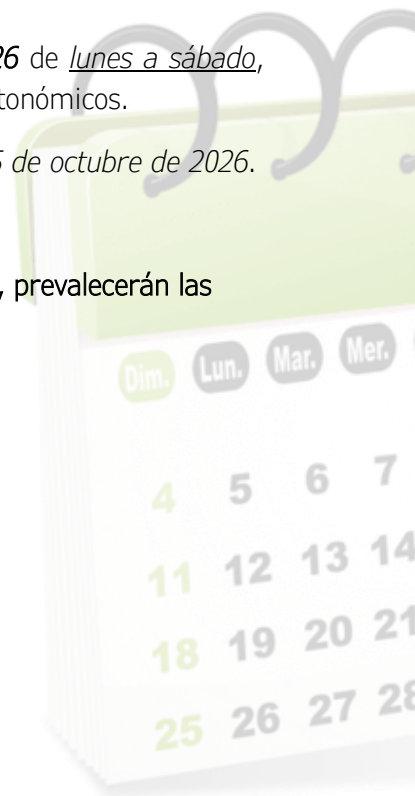 26 de lunes a sábado,
tonómicos.
5 de octubre de 2026.
, prevalecerán las
Dim. Lun. Mar. Mer.
4 5 6 7
11 12 13 14
18 19 20 21
25 26 27 28